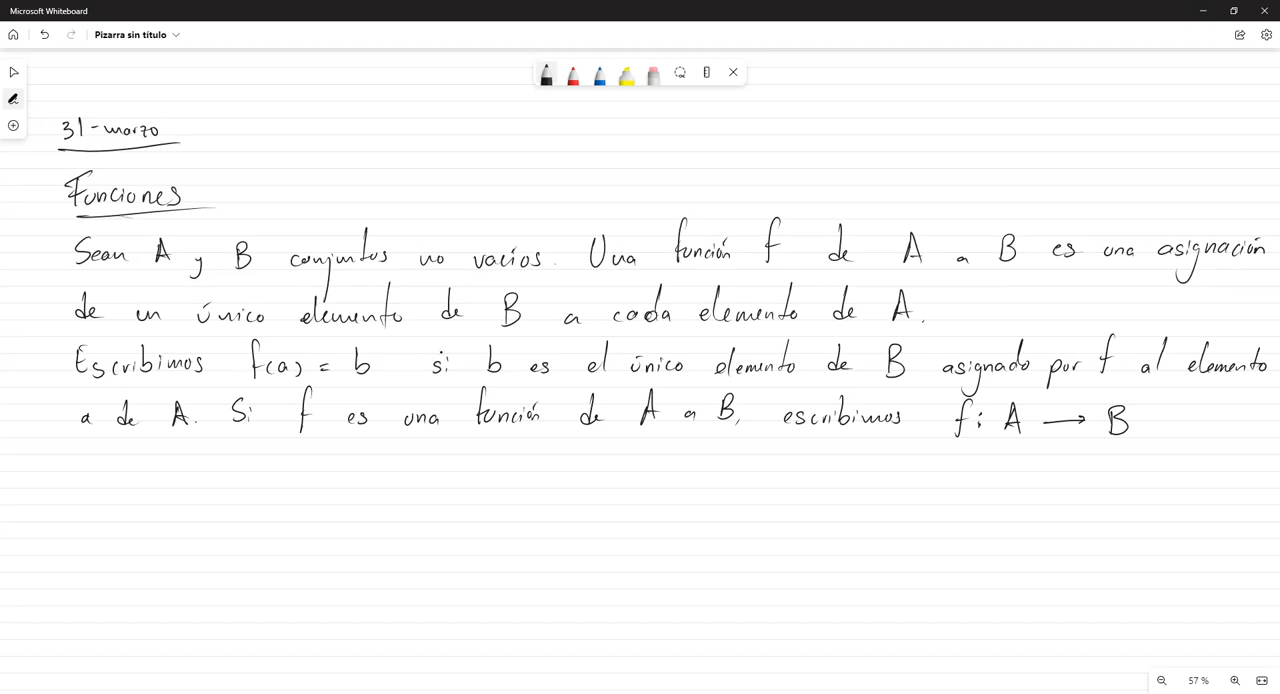 Microsoft Whiteboard
Pizarra sin título
31-marzo
Funciones
Sean A y B conjuntos no vacíos. Una función f de A a B es una asignación
de un único elemento de B a cada elemento de A.
Escribimos f(a) = b si b es el único elemento de B asignado por f al elemento
a de A. Si f es una función de A a B, escribimos f: A → B
57 %